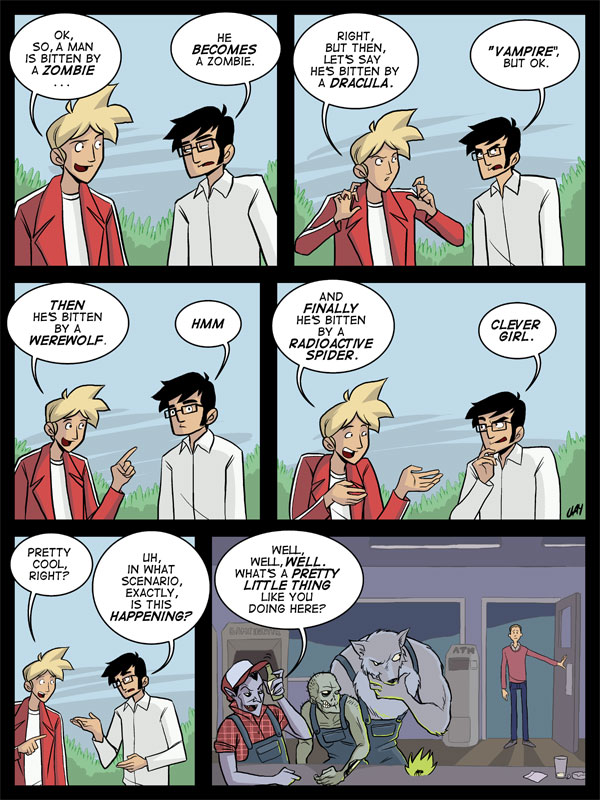 OK,
SO, A MAN
IS BITTEN BY
A ZOMBIE
. . .
HE
BECOMES
A ZOMBIE.
RIGHT,
BUT THEN,
LET'S SAY
HE'S BITTEN BY
A DRACULA.
"VAMPIRE",
BUT OK.
THEN
HE'S BITTEN
BY A
WEREWOLF.
HMM
AND
FINALLY
HE'S BITTEN
BY A
RADIOACTIVE
SPIDER.
CLEVER
GIRL.
PRETTY
COOL,
RIGHT?
UH,
IN WHAT
SCENARIO,
EXACTLY,
IS THIS
HAPPENING?
WELL,
WELL, WELL.
WHAT'S A PRETTY
LITTLE THING
LIKE YOU
DOING HERE?
ATM